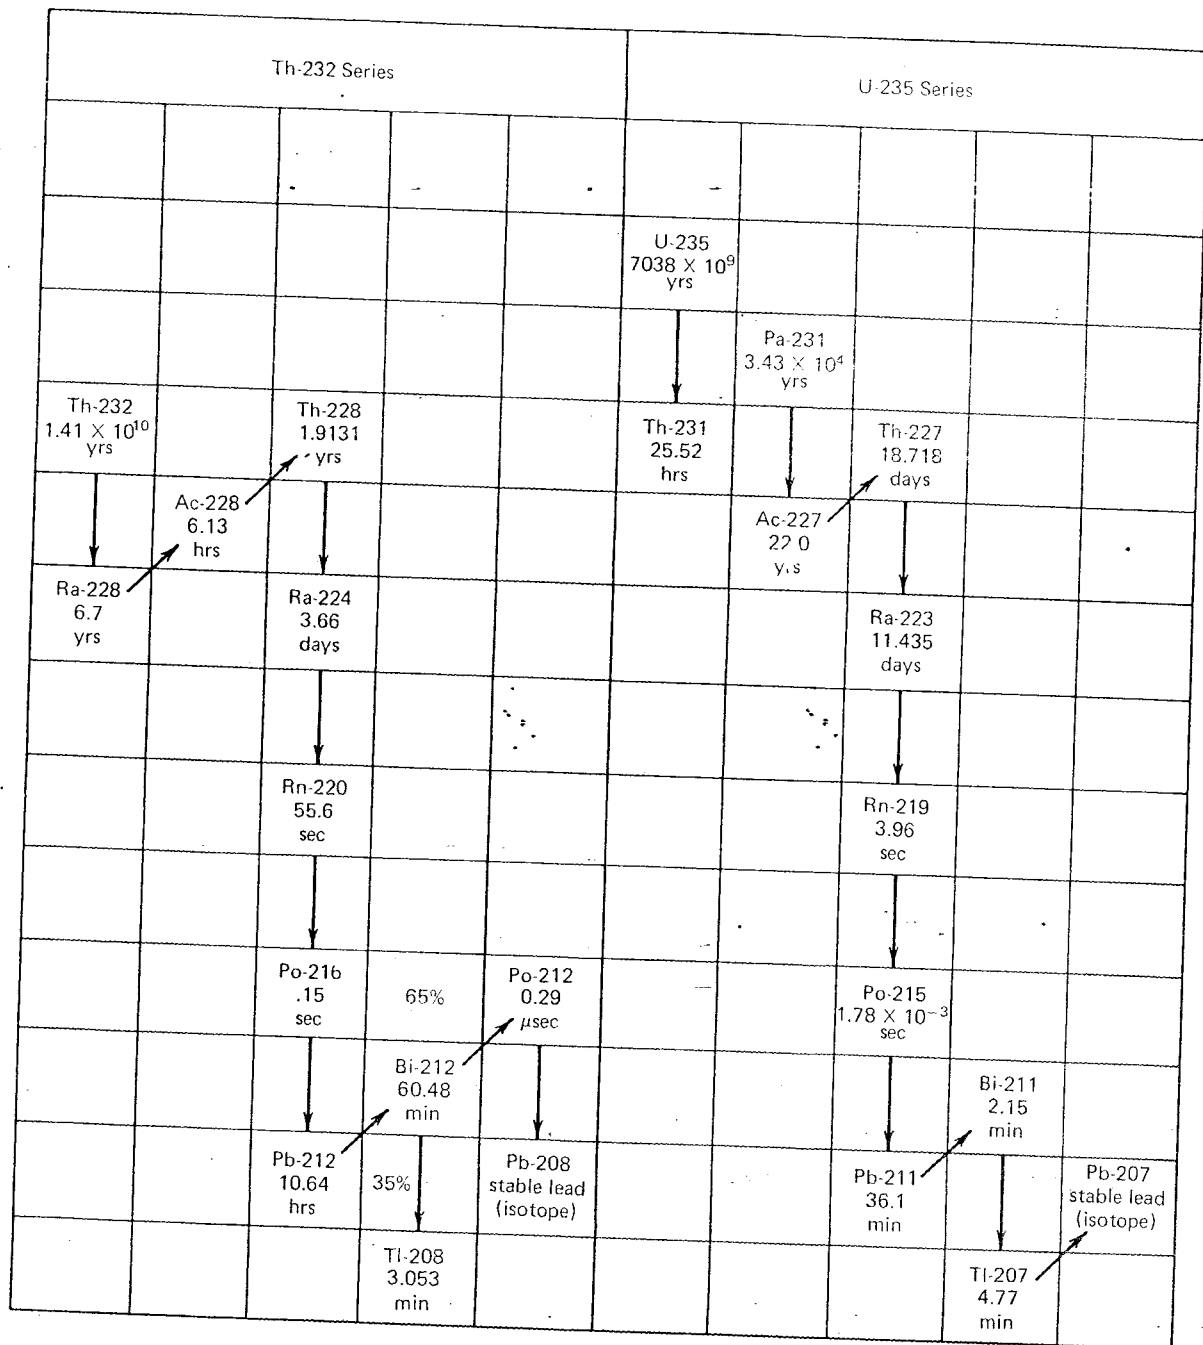 Th-232 Series
U-235 Series
U-235
7038 × 10⁹
yrs
Pa-231
3.43 × 10⁴
yrs
Th-232
1.41 × 10¹⁰
yrs
Th-228
1.9131
yrs
Th-231
25.52
hrs
Th-227
18.718
days
Ac-228
6.13
hrs
Ac-227
22.0
yrs
Ra-228
6.7
yrs
Ra-224
3.66
days
Ra-223
11.435
days
Rn-220
55.6
sec
Rn-219
3.96
sec
Po-216
.15
sec
65%
Po-212
0.29
μsec
Po-215
1.78 × 10⁻³
sec
Bi-212
60.48
min
Bi-211
2.15
min
Pb-212
10.64
hrs
35%
Pb-208
stable lead
(isotope)
Pb-211
36.1
min
Pb-207
stable lead
(isotope)
Tl-208
3.053
min
Tl-207
4.77
min